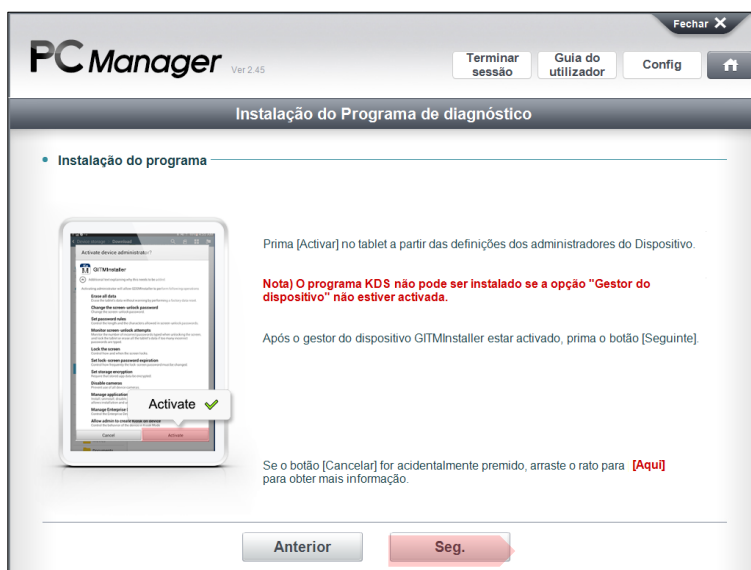 Fechar X
PC Manager Ver 2.45
Terminar sessão
Guia do utilizador
Config
Instalação do Programa de diagnóstico
Instalação do programa
Activate device administrator?
GITMInstaller
Erase all data
Change the screen-unlock password
Set password rules
Monitor screen-unlock attempts
Lock the screen
Set lock-screen password expiration
Set storage encryption
Disable cameras
Manage application
Manage Enterprise
Activate
Cancel
Activate
Prima [Activar] no tablet a partir das definições dos administradores do Dispositivo.
Nota) O programa KDS não pode ser instalado se a opção "Gestor do
dispositivo" não estiver activada.
Após o gestor do dispositivo GITMInstaller estar activado, prima o botão [Seguinte].
Se o botão [Cancelar] for acidentalmente premido, arraste o rato para [Aqui]
para obter mais informação.
Anterior
Seg.